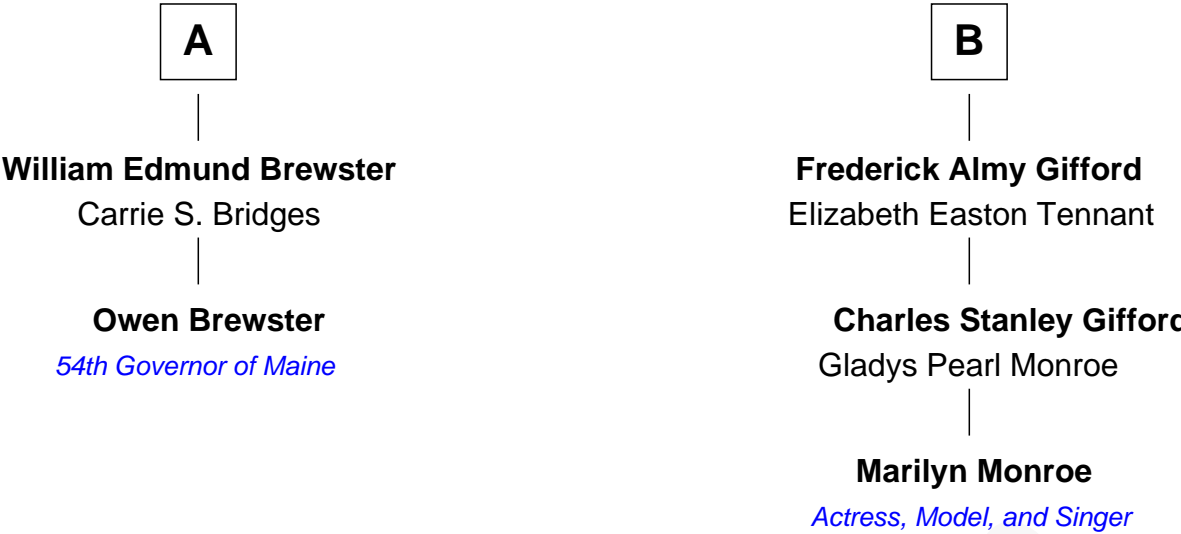 A
William Edmund Brewster
Carrie S. Bridges
Owen Brewster
54th Governor of Maine
B
Frederick Almy Gifford
Elizabeth Easton Tennant
Charles Stanley Gifford
Gladys Pearl Monroe
Marilyn Monroe
Actress, Model, and Singer